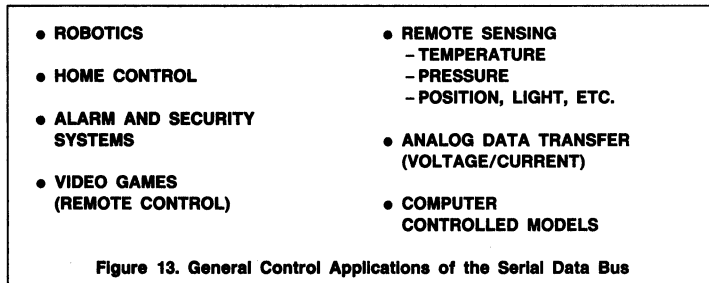 • ROBOTICS
• HOME CONTROL
• ALARM AND SECURITY
SYSTEMS
• VIDEO GAMES
(REMOTE CONTROL)
• REMOTE SENSING
– TEMPERATURE
– PRESSURE
– POSITION, LIGHT, ETC.
• ANALOG DATA TRANSFER
(VOLTAGE/CURRENT)
• COMPUTER
CONTROLLED MODELS
Figure 13. General Control Applications of the Serial Data Bus